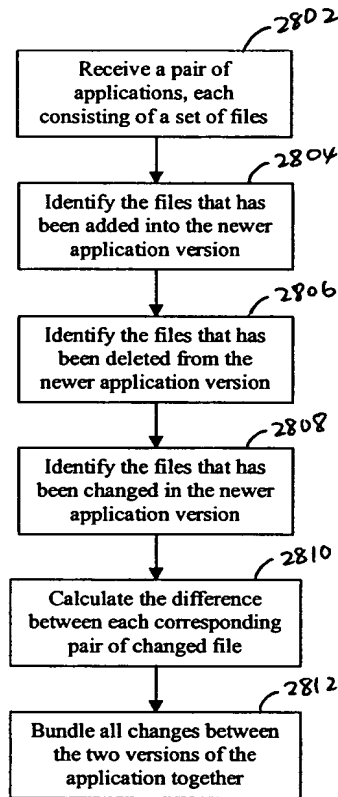 2802
Receive a pair of
applications, each
consisting of a set of files
2804
Identify the files that has
been added into the newer
application version
2806
Identify the files that has
been deleted from the
newer application version
2808
Identify the files that has
been changed in the newer
application version
2810
Calculate the difference
between each corresponding
pair of changed file
2812
Bundle all changes between
the two versions of the
application together